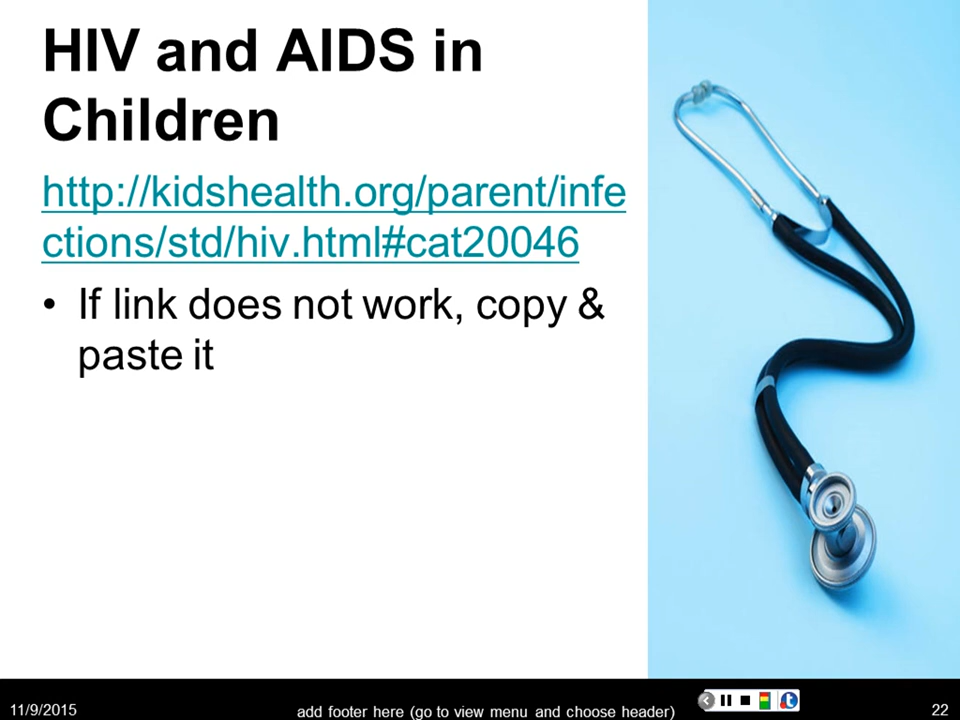 HIV and AIDS in
Children
http://kidshealth.org/parent/infe
ctions/std/hiv.html#cat20046
• If link does not work, copy &
paste it
11/9/2015
add footer here (go to view menu and choose header)
22